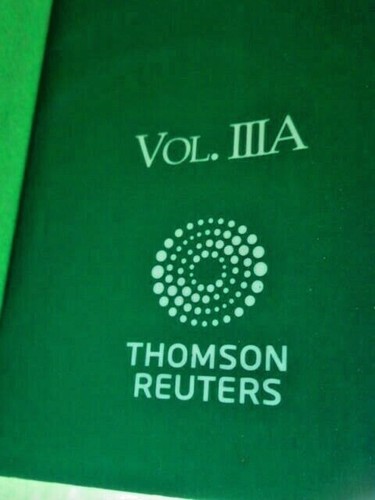 VOL. IIIA
THOMSON
REUTERS